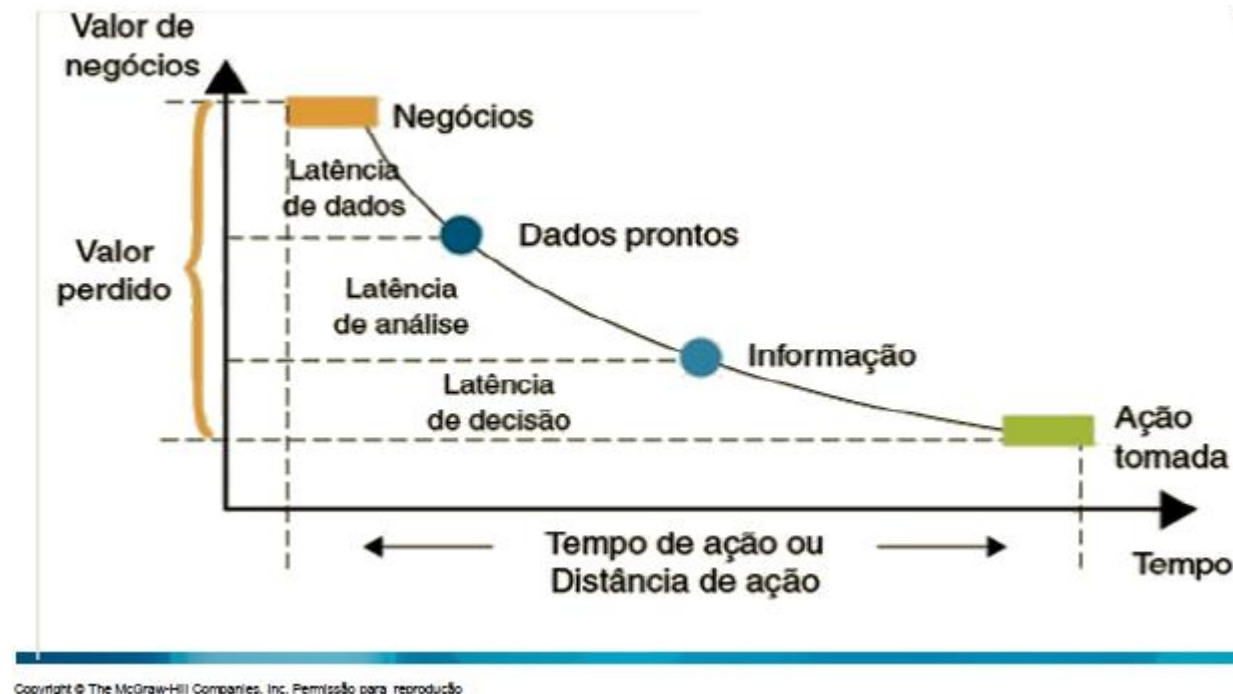 Valor de
negócios
Negócios
Latência
de dados
Dados prontos
Valor
perdido
Latência
de análise
Informação
Latência
de decisão
Ação
tomada
Tempo de ação ou
Distância de ação
Tempo
Copyright © The McGraw-Hill Companies, Inc. Permissão para reprodução